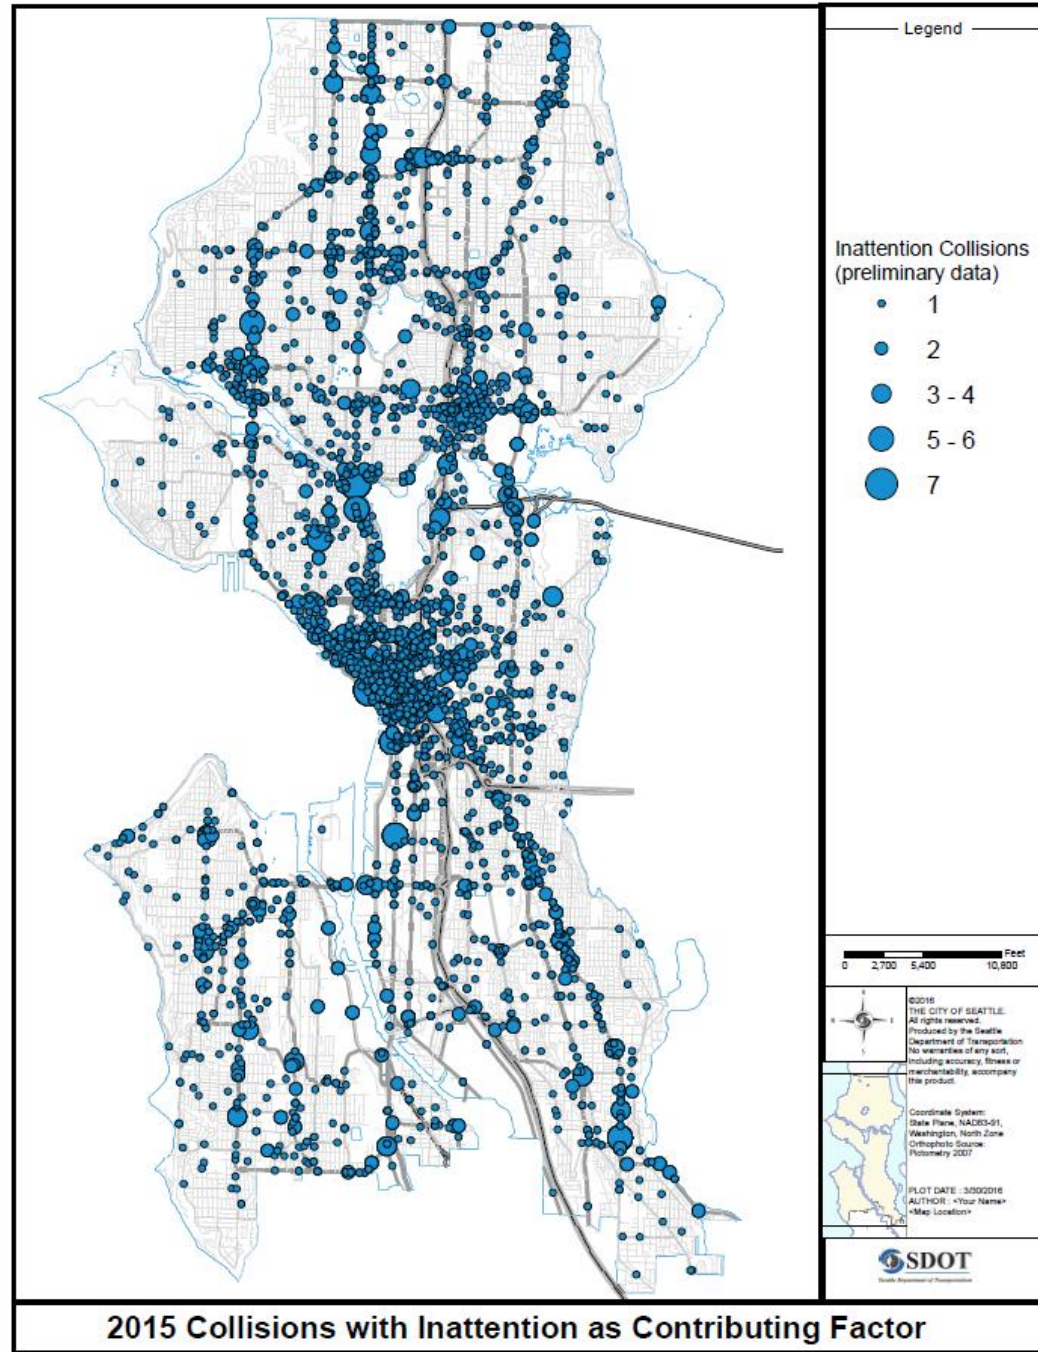 Legend
Inattention Collisions
(preliminary data)
1
2
3 - 4
5 - 6
7
Feet
0 2,700 5,400 10,800
©2016
THE CITY OF SEATTLE.
All rights reserved.
Produced by the Seattle
Department of Transportation
No warranties of any sort,
including accuracy, fitness or
merchantability, accompany
this product.
Coordinate System:
State Plane, NAD83-91,
Washington, North Zone
Orthophoto Source:
Pictometry 2007
PLOT DATE : 3/30/2016
AUTHOR : <Your Name>
<Map Location>
SDOT
Seattle Department of Transportation
2015 Collisions with Inattention as Contributing Factor